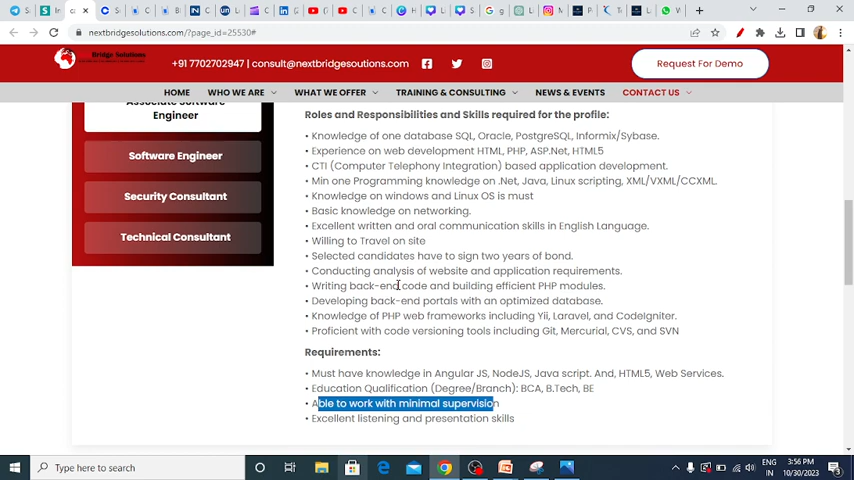 nextbridgesolutions.com/?page_id=25530#
Bridge Solutions
+91 7702702947 | consult@nextbridgesoutions.com
Request For Demo
HOME WHO WE ARE WHAT WE OFFER TRAINING & CONSULTING NEWS & EVENTS CONTACT US
Associate Software
Engineer
Software Engineer
Security Consultant
Technical Consultant
Roles and Responsibilities and Skills required for the profile:
• Knowledge of one database SQL, Oracle, PostgreSQL, Informix/Sybase.
• Experience on web development HTML, PHP, ASP.Net, HTML5
• CTI (Computer Telephony Integration) based application development.
• Min one Programming knowledge on .Net, Java, Linux scripting, XML/VXML/CCXML.
• Knowledge on windows and Linux OS is must
• Basic knowledge on networking.
• Excellent written and oral communication skills in English Language.
• Willing to Travel on site
• Selected candidates have to sign two years of bond.
• Conducting analysis of website and application requirements.
• Writing back-end code and building efficient PHP modules.
• Developing back-end portals with an optimized database.
• Knowledge of PHP web frameworks including Yii, Laravel, and CodeIgniter.
• Proficient with code versioning tools including Git, Mercurial, CVS, and SVN
Requirements:
• Must have knowledge in Angular JS, NodeJS, Java script. And, HTML5, Web Services.
• Education Qualification (Degree/Branch): BCA, B.Tech, BE
• Able to work with minimal supervision
• Excellent listening and presentation skills
Type here to search
ENG
IN
3:56 PM
10/30/2023
3